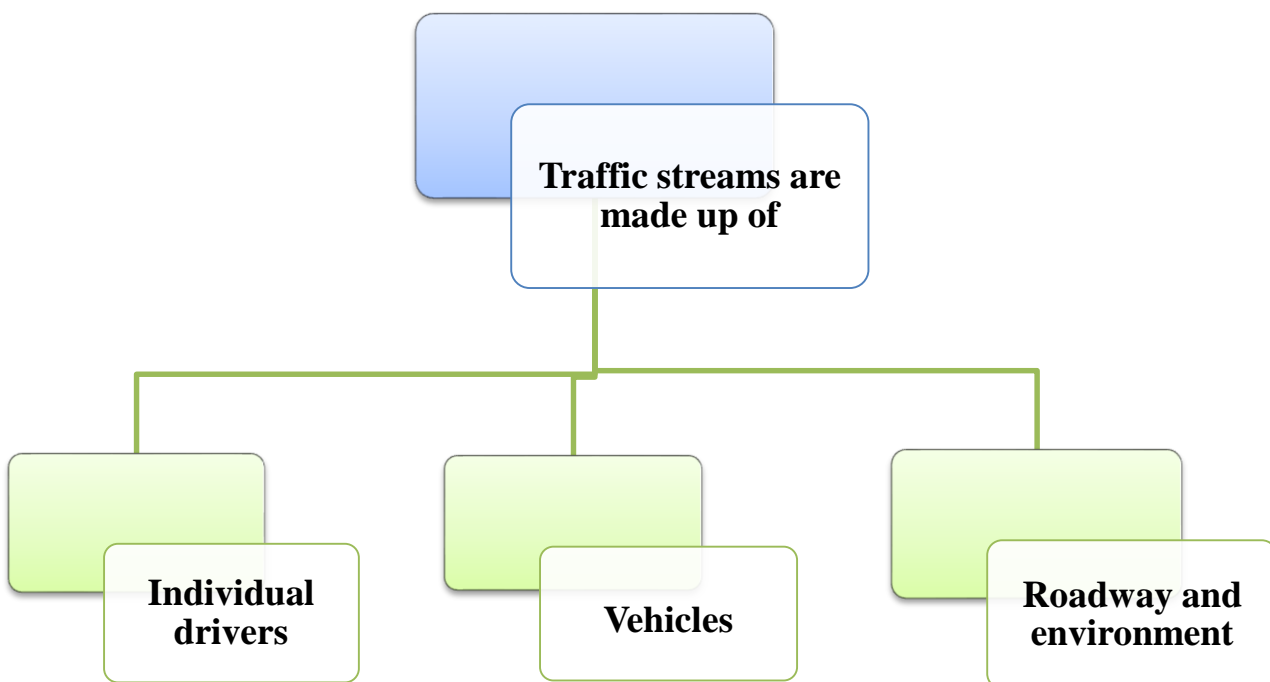 Traffic streams are
made up of
Individual
drivers
Vehicles
Roadway and
environment